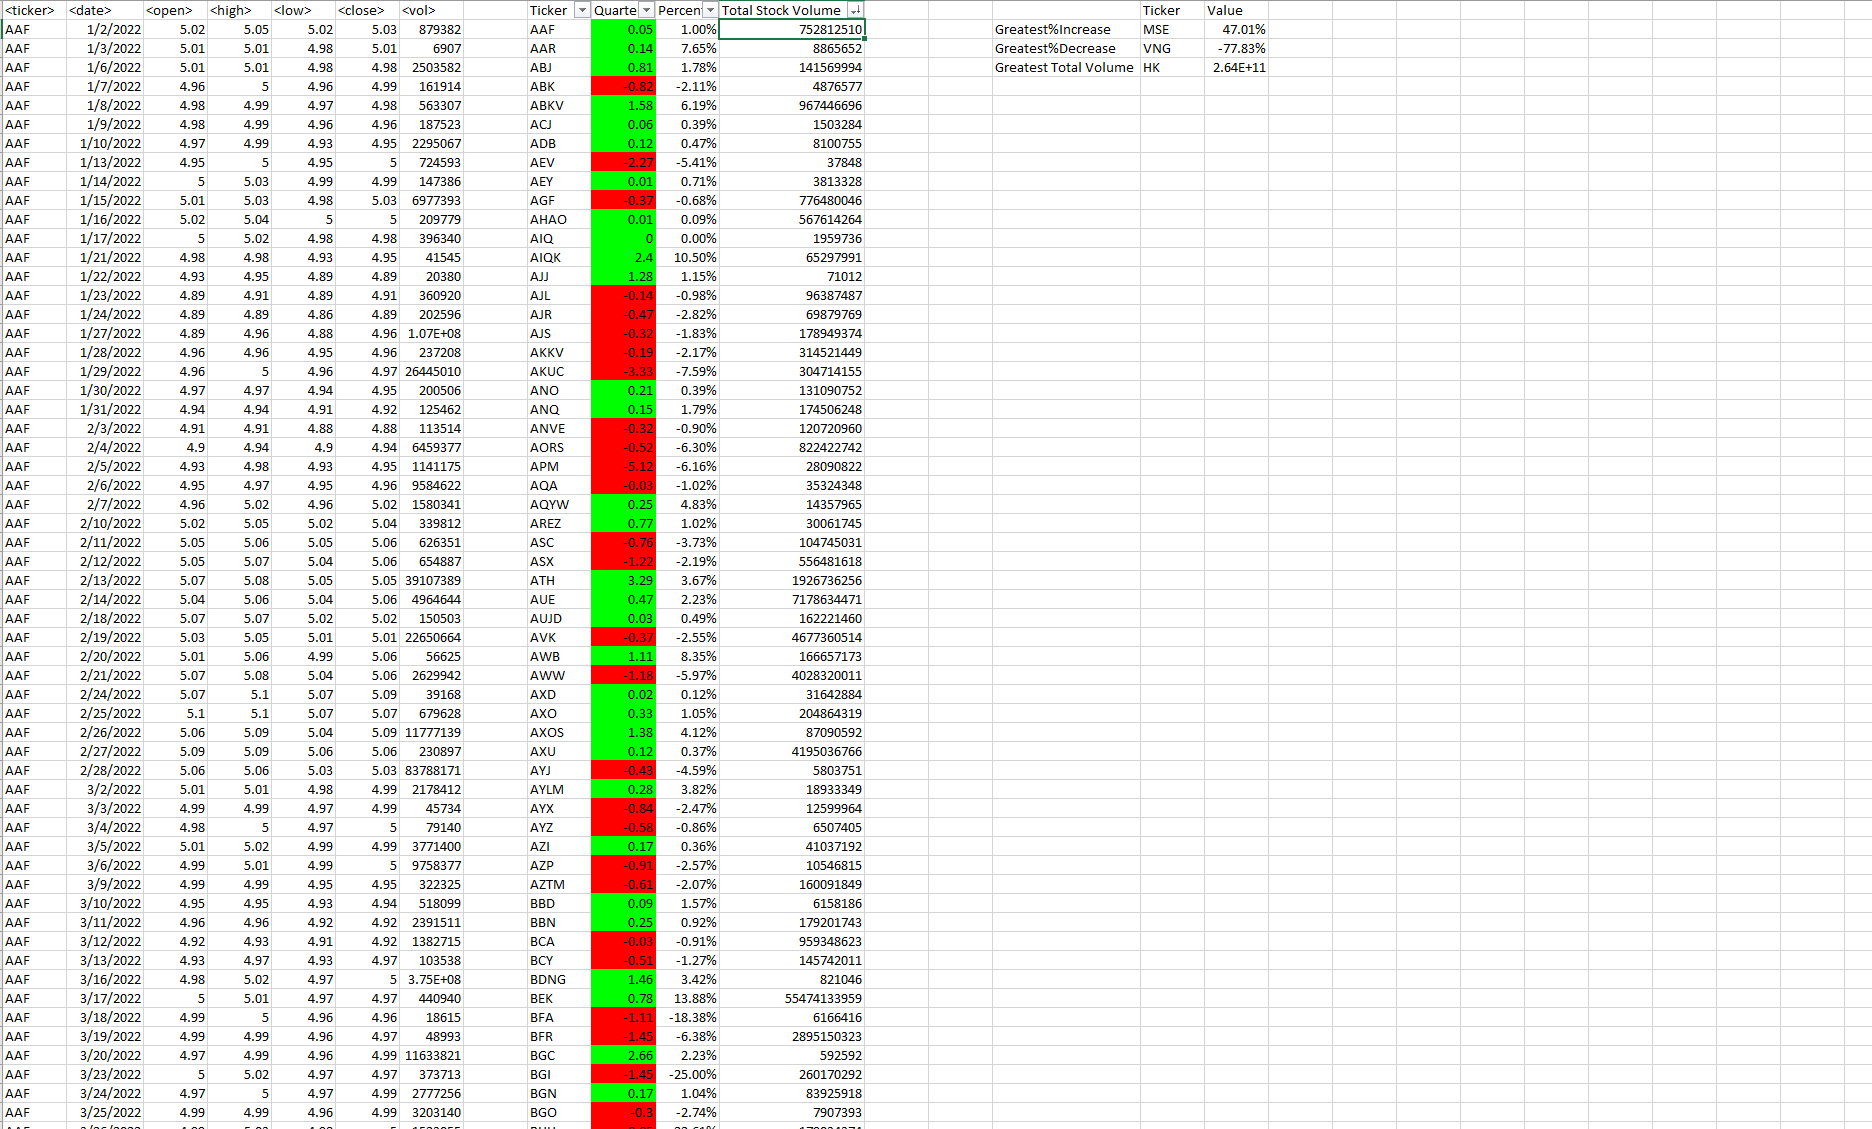 <ticker> <date> <open> <high> <low> <close> <vol> Ticker Quarte Percen Total Stock Volume Ticker Value
AAF 1/2/2022 5.02 5.05 5.02 5.03 879382 AAF 0.05 1.00% 752812510 Greatest%Increase MSE 47.01%
AAF 1/3/2022 5.01 5.01 4.98 5.01 6907 AAR 0.14 7.65% 8865652 Greatest%Decrease VNG -77.83%
AAF 1/6/2022 5.01 5.01 4.98 4.98 2503582 ABJ 0.81 1.78% 141569994 Greatest Total Volume HK 2.64E+11
AAF 1/7/2022 4.96 5 4.96 4.99 161914 ABK -0.82 -2.11% 4876577
AAF 1/8/2022 4.98 4.99 4.97 4.98 563307 ABKV 1.58 6.19% 967446696
AAF 1/9/2022 4.98 4.99 4.96 4.96 187523 ACJ 0.06 0.39% 1503284
AAF 1/10/2022 4.97 4.99 4.93 4.95 2295067 ADB 0.12 0.47% 8100755
AAF 1/13/2022 4.95 5 4.95 5 724593 AEV -2.27 -5.41% 37848
AAF 1/14/2022 5 5.03 4.99 4.99 147386 AEY 0.01 0.71% 3813328
AAF 1/15/2022 5.01 5.03 4.98 5.03 6977393 AGF -0.37 -0.68% 776480046
AAF 1/16/2022 5.02 5.04 5 5 209779 AHAO 0.01 0.09% 567614264
AAF 1/17/2022 5 5.02 4.98 4.98 396340 AIQ 0 0.00% 1959736
AAF 1/21/2022 4.98 4.98 4.93 4.95 41545 AIQK 2.4 10.50% 65297991
AAF 1/22/2022 4.93 4.95 4.89 4.89 20380 AJJ 1.28 1.15% 71012
AAF 1/23/2022 4.89 4.91 4.89 4.91 360920 AJL -0.14 -0.98% 96387487
AAF 1/24/2022 4.89 4.89 4.86 4.89 202596 AJR -0.47 -2.82% 69879769
AAF 1/27/2022 4.89 4.96 4.88 4.96 1.07E+08 AJS -0.32 -1.83% 178949374
AAF 1/28/2022 4.96 4.96 4.95 4.96 237208 AKKV -0.19 -2.17% 314521449
AAF 1/29/2022 4.96 5 4.96 4.97 26445010 AKUC -3.33 -7.59% 304714155
AAF 1/30/2022 4.97 4.97 4.94 4.95 200506 ANO 0.21 0.39% 131090752
AAF 1/31/2022 4.94 4.94 4.91 4.92 125462 ANQ 0.15 1.79% 174506248
AAF 2/3/2022 4.91 4.91 4.88 4.88 113514 ANVE -0.32 -0.90% 120720960
AAF 2/4/2022 4.9 4.94 4.9 4.94 6459377 AORS -0.52 -6.30% 822422742
AAF 2/5/2022 4.93 4.98 4.93 4.95 1141175 APM -5.12 -6.16% 28090822
AAF 2/6/2022 4.95 4.97 4.95 4.96 9584622 AQA -0.03 -1.02% 35324348
AAF 2/7/2022 4.96 5.02 4.96 5.02 1580341 AQYW 0.25 4.83% 14357965
AAF 2/10/2022 5.02 5.05 5.02 5.04 339812 AREZ 0.77 1.02% 30061745
AAF 2/11/2022 5.05 5.06 5.05 5.06 626351 ASC -0.76 -3.73% 104745031
AAF 2/12/2022 5.05 5.07 5.04 5.06 654887 ASX -1.22 -2.19% 556481618
AAF 2/13/2022 5.07 5.08 5.05 5.05 39107389 ATH 3.29 3.67% 1926736256
AAF 2/14/2022 5.04 5.06 5.04 5.06 4964644 AUE 0.47 2.23% 7178634471
AAF 2/18/2022 5.07 5.07 5.02 5.02 150503 AUJD 0.03 0.49% 162221460
AAF 2/19/2022 5.03 5.05 5.01 5.01 22650664 AVK -0.37 -2.55% 4677360514
AAF 2/20/2022 5.01 5.06 4.99 5.06 56625 AWB 1.11 8.35% 166657173
AAF 2/21/2022 5.07 5.08 5.04 5.06 2629942 AWW -1.18 -5.97% 4028320011
AAF 2/24/2022 5.07 5.1 5.07 5.09 39168 AXD 0.02 0.12% 31642884
AAF 2/25/2022 5.1 5.1 5.07 5.07 679628 AXO 0.33 1.05% 204864319
AAF 2/26/2022 5.06 5.09 5.04 5.09 11777139 AXOS 1.38 4.12% 87090592
AAF 2/27/2022 5.09 5.09 5.06 5.06 230897 AXU 0.12 0.37% 4195036766
AAF 2/28/2022 5.06 5.06 5.03 5.03 83788171 AYJ -0.43 -4.59% 5803751
AAF 3/2/2022 5.01 5.01 4.98 4.99 2178412 AYLM 0.28 3.82% 18933349
AAF 3/3/2022 4.99 4.99 4.97 4.99 45734 AYX -0.84 -2.47% 12599964
AAF 3/4/2022 4.98 5 4.97 5 79140 AYZ -0.58 -0.86% 6507405
AAF 3/5/2022 5.01 5.02 4.99 4.99 3771400 AZI 0.17 0.36% 41037192
AAF 3/6/2022 4.99 5.01 4.99 5 9758377 AZP -0.91 -2.57% 10546815
AAF 3/9/2022 4.99 4.99 4.95 4.95 322325 AZTM -0.61 -2.07% 160091849
AAF 3/10/2022 4.95 4.95 4.93 4.94 518099 BBD 0.09 1.57% 6158186
AAF 3/11/2022 4.96 4.96 4.92 4.92 2391511 BBN 0.25 0.92% 179201743
AAF 3/12/2022 4.92 4.93 4.91 4.92 1382715 BCA -0.03 -0.91% 959348623
AAF 3/13/2022 4.93 4.97 4.93 4.97 103538 BCY -0.51 -1.27% 145742011
AAF 3/16/2022 4.98 5.02 4.97 5 3.75E+08 BDNG 1.46 3.42% 821046
AAF 3/17/2022 5 5.01 4.97 4.97 440940 BEK 0.78 13.88% 55474133959
AAF 3/18/2022 4.99 5 4.96 4.96 18615 BFA -1.11 -18.38% 6166416
AAF 3/19/2022 4.99 4.99 4.96 4.97 48993 BFR -1.45 -6.38% 2895150323
AAF 3/20/2022 4.97 4.99 4.96 4.99 11633821 BGC 2.66 2.23% 592592
AAF 3/23/2022 5 5.02 4.97 4.97 373713 BGI -1.45 -25.00% 260170292
AAF 3/24/2022 4.97 5 4.97 4.99 2777256 BGN 0.17 1.04% 83925918
AAF 3/25/2022 4.99 4.99 4.96 4.99 3203140 BGO -0.3 -2.74% 7907393